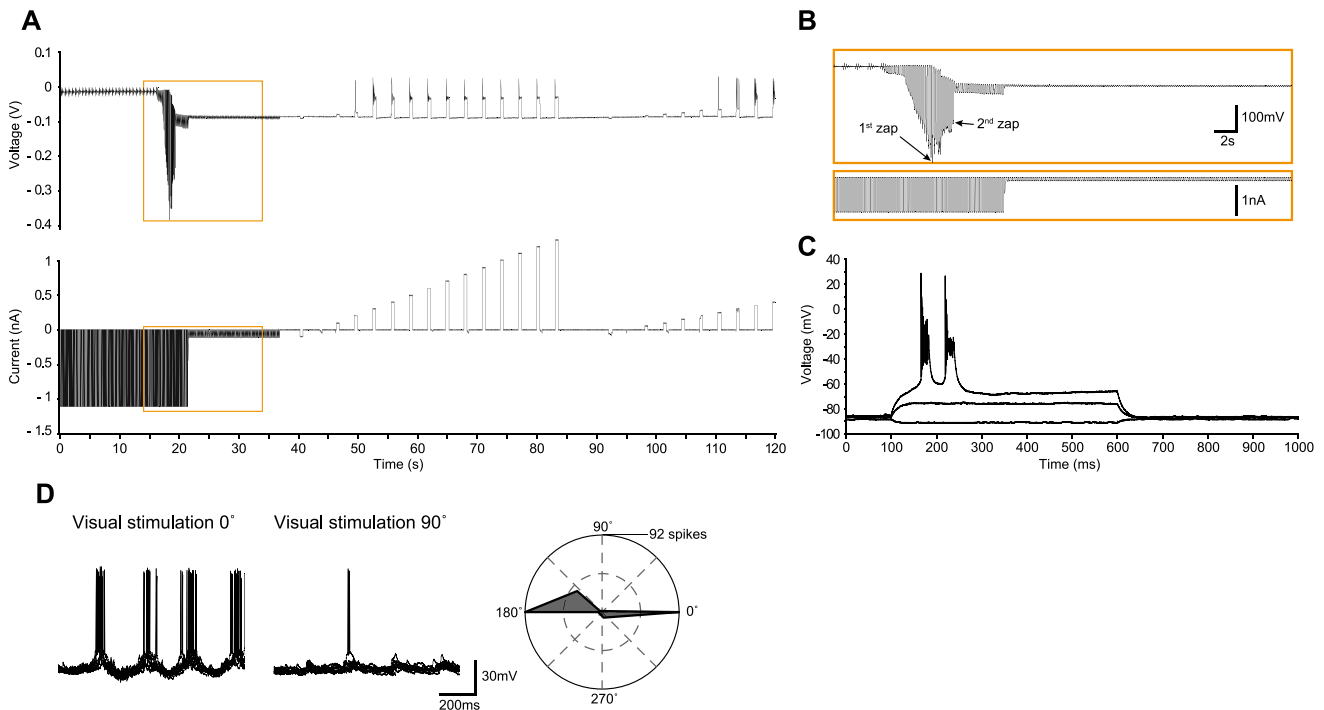 A
0.1
0
- 0.1
- 0.2
- 0.3
- 0.4
Voltage (V)
1
0.5
0
- 0.5
- 1
- 1.5
Current (nA)
0 10 20 30 40 50 60 70 80 90 100 110 120
Time (s)
B
1st zap
2nd zap
100mV
2s
1nA
C
40
20
0
-20
-40
-60
-80
-100
Voltage (mV)
0 100 200 300 400 500 600 700 800 900 1000
Time (ms)
D
Visual stimulation 0˚
Visual stimulation 90˚
30mV
200ms
90˚
92 spikes
180˚
0˚
270˚